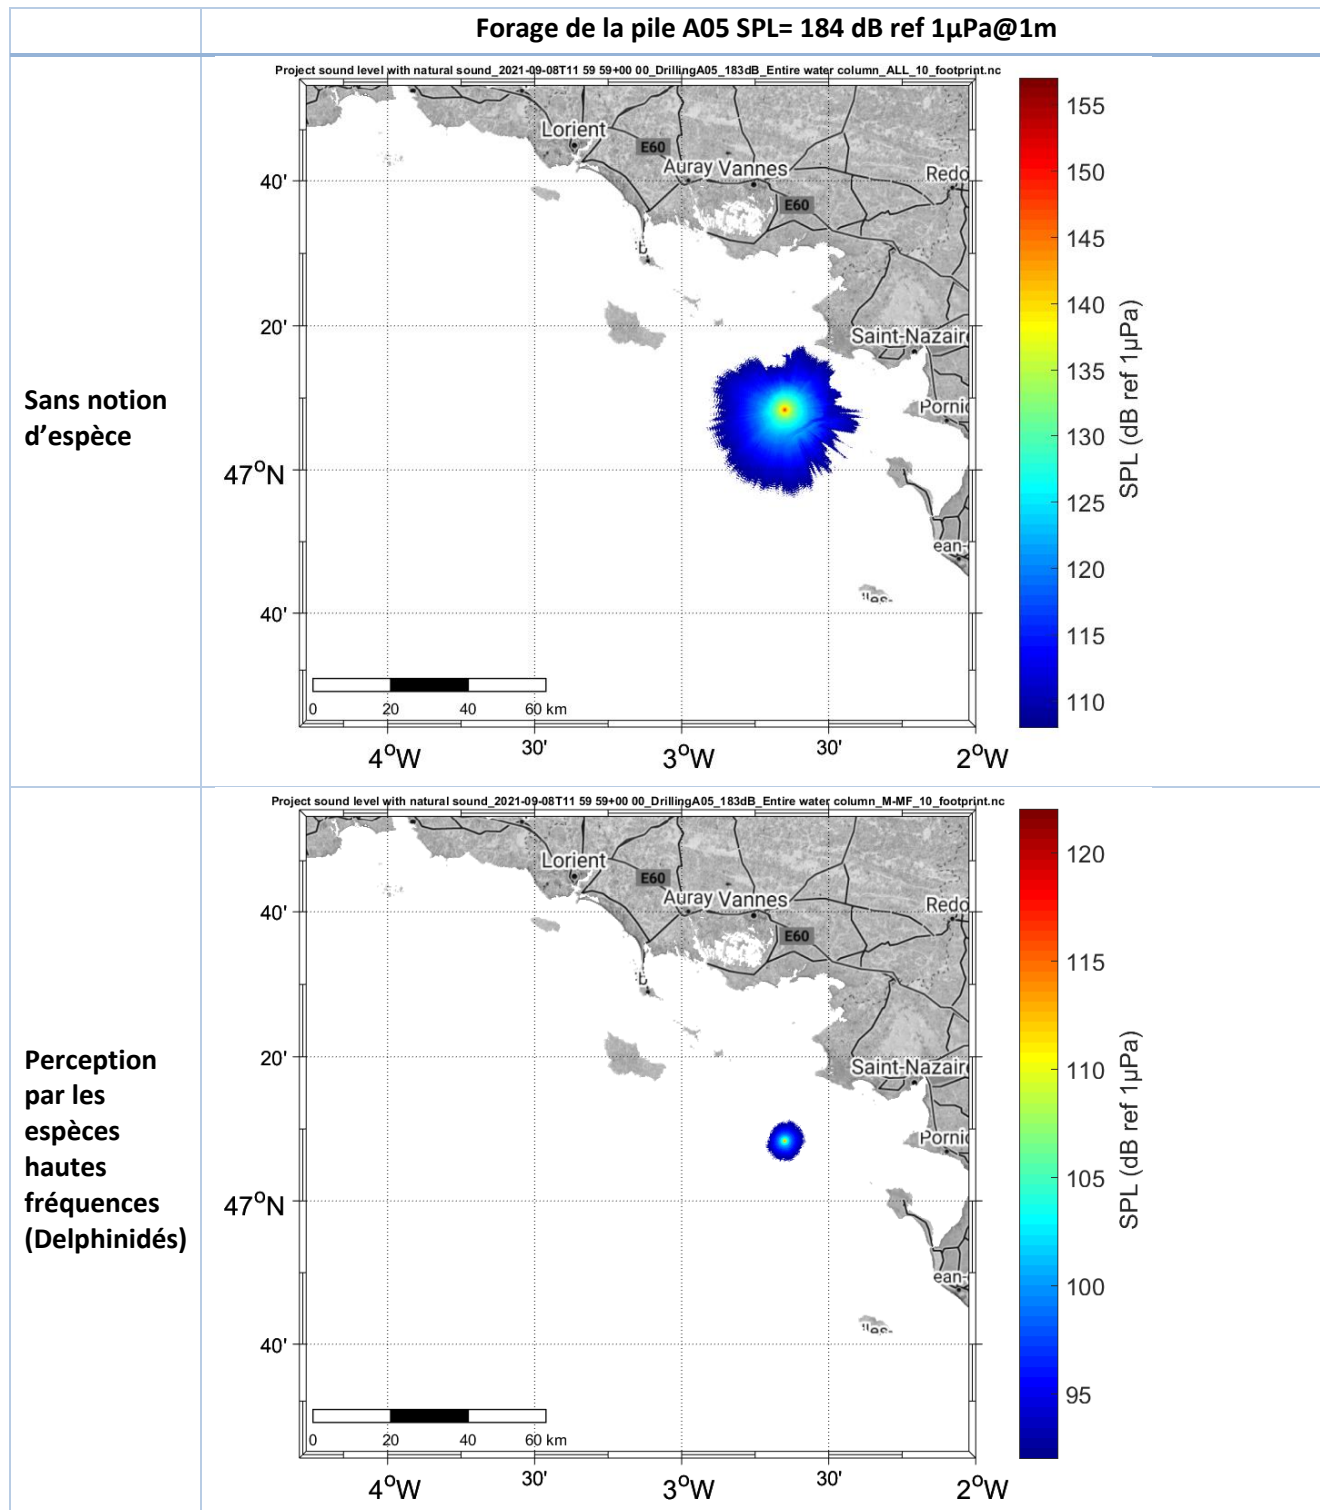 Forage de la pile A05 SPL= 184 dB ref 1µPa@1m
Sans notion
d'espèce
Project sound level with natural sound_2021-09-08T11 59 59+00 00_DrillingA05_183dB_Entire water column_ALL_10_footprint.nc
Lorient
E60
Auray Vannes
Redo
E60
Saint-Nazair
Pornic
ean-
40'
20'
47°N
40'
0 20 40 60 km
4°W 30' 3°W 30' 2°W
155
150
145
140
135
130
125
120
115
110
SPL (dB ref 1µPa)
Perception
par les
espèces
hautes
fréquences
(Delphinidés)
Project sound level with natural sound_2021-09-08T11 59 59+00 00_DrillingA05_183dB_Entire water column_M-MF_10_footprint.nc
Lorient
E60
Auray Vannes
Redo
E60
Saint-Nazair
Pornic
ean-
40'
20'
47°N
40'
0 20 40 60 km
4°W 30' 3°W 30' 2°W
120
115
110
105
100
95
SPL (dB ref 1µPa)